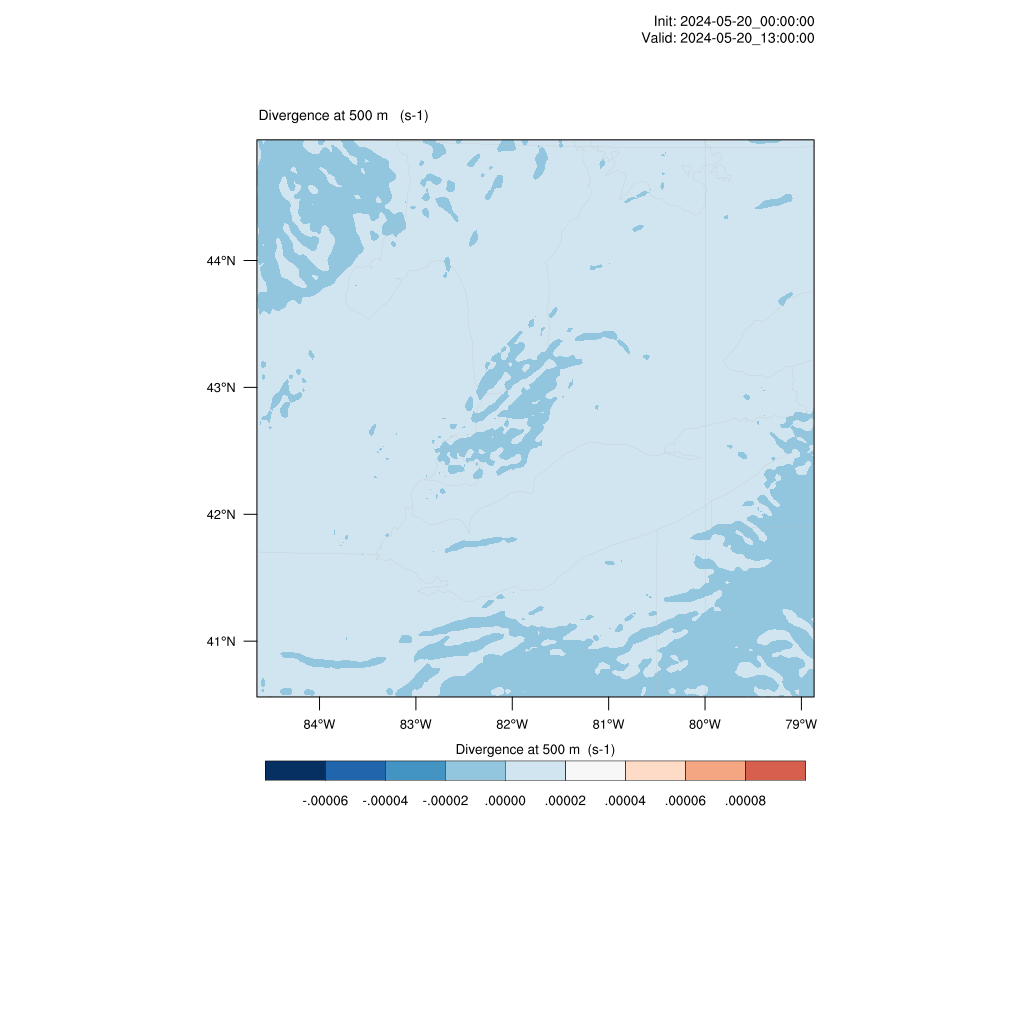 Init: 2024-05-20_00:00:00
Valid: 2024-05-20_13:00:00
Divergence at 500 m (s-1)
44°N
43°N
42°N
41°N
84°W 83°W 82°W 81°W 80°W 79°W
Divergence at 500 m (s-1)
-.00006 -.00004 -.00002 .00000 .00002 .00004 .00006 .00008